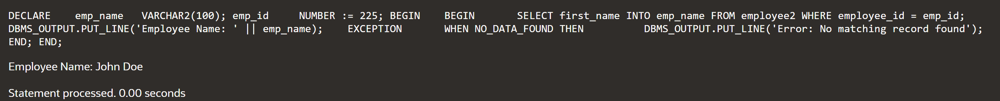 DECLARE    emp_name   VARCHAR2(100); emp_id     NUMBER := 225; BEGIN    BEGIN       SELECT first_name INTO emp_name FROM employee2 WHERE employee_id = emp_id;
DBMS_OUTPUT.PUT_LINE('Employee Name: ' || emp_name);    EXCEPTION       WHEN NO_DATA_FOUND THEN          DBMS_OUTPUT.PUT_LINE('Error: No matching record found');
END; END;
Employee Name: John Doe
Statement processed. 0.00 seconds